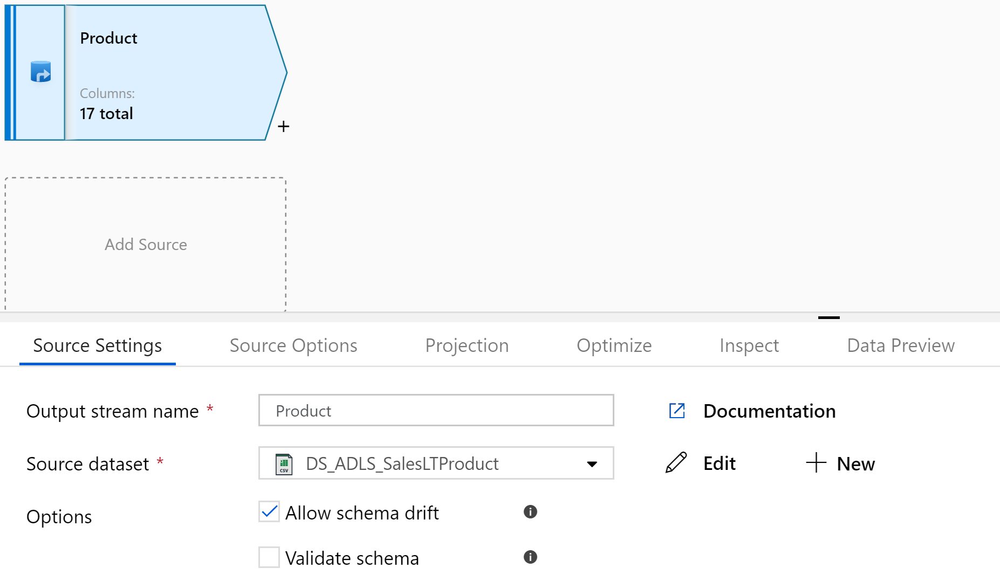 Product
Columns:
17 total
+
Add Source
Source Settings Source Options Projection Optimize Inspect Data Preview
Output stream name * Product Documentation
Source dataset * CSV DS_ADLS_SalesLTProduct Edit + New
Options Allow schema drift
Validate schema